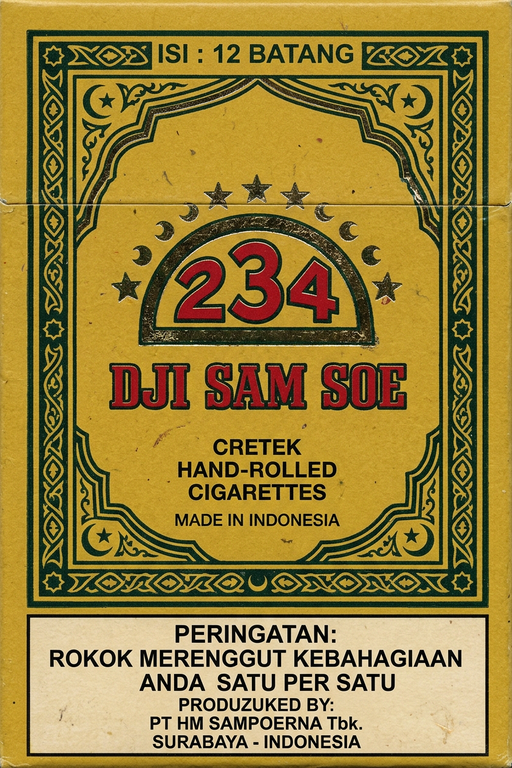 ISI : 12 BATANG
234
DJI SAM SOE
CRETEK
HAND-ROLLED
CIGARETTES
MADE IN INDONESIA
PERINGATAN:
ROKOK MERENGGUT KEBAHAGIAAN
ANDA SATU PER SATU
PRODUZUKED BY:
PT HM SAMPOERNA Tbk.
SURABAYA - INDONESIA